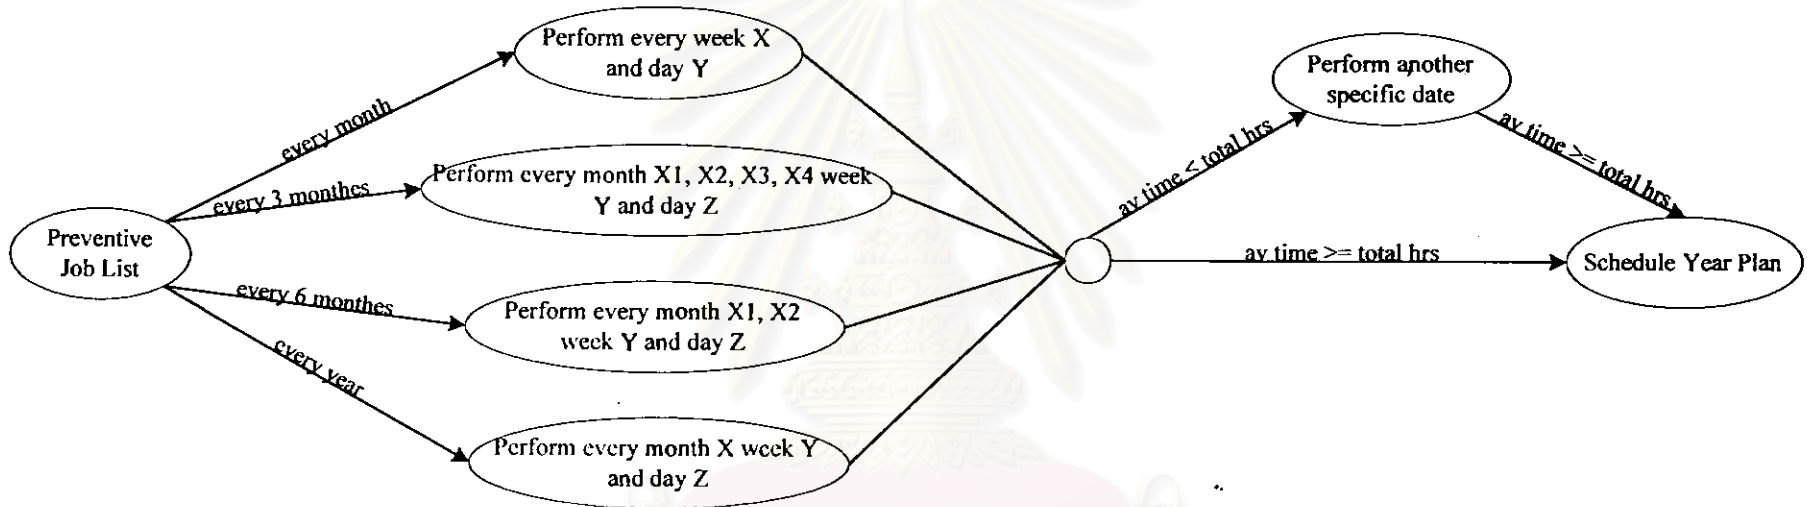 Perform every week X
and day Y
Perform another
specific date
every month
av time < total hrs
av time >= total hrs
Perform every month X1, X2, X3, X4 week
Y and day Z
every 3 monthes
Preventive
Job List
av time >= total hrs
Schedule Year Plan
every 6 monthes
Perform every month X1, X2
week Y and day Z
every year
Perform every month X week Y
and day Z